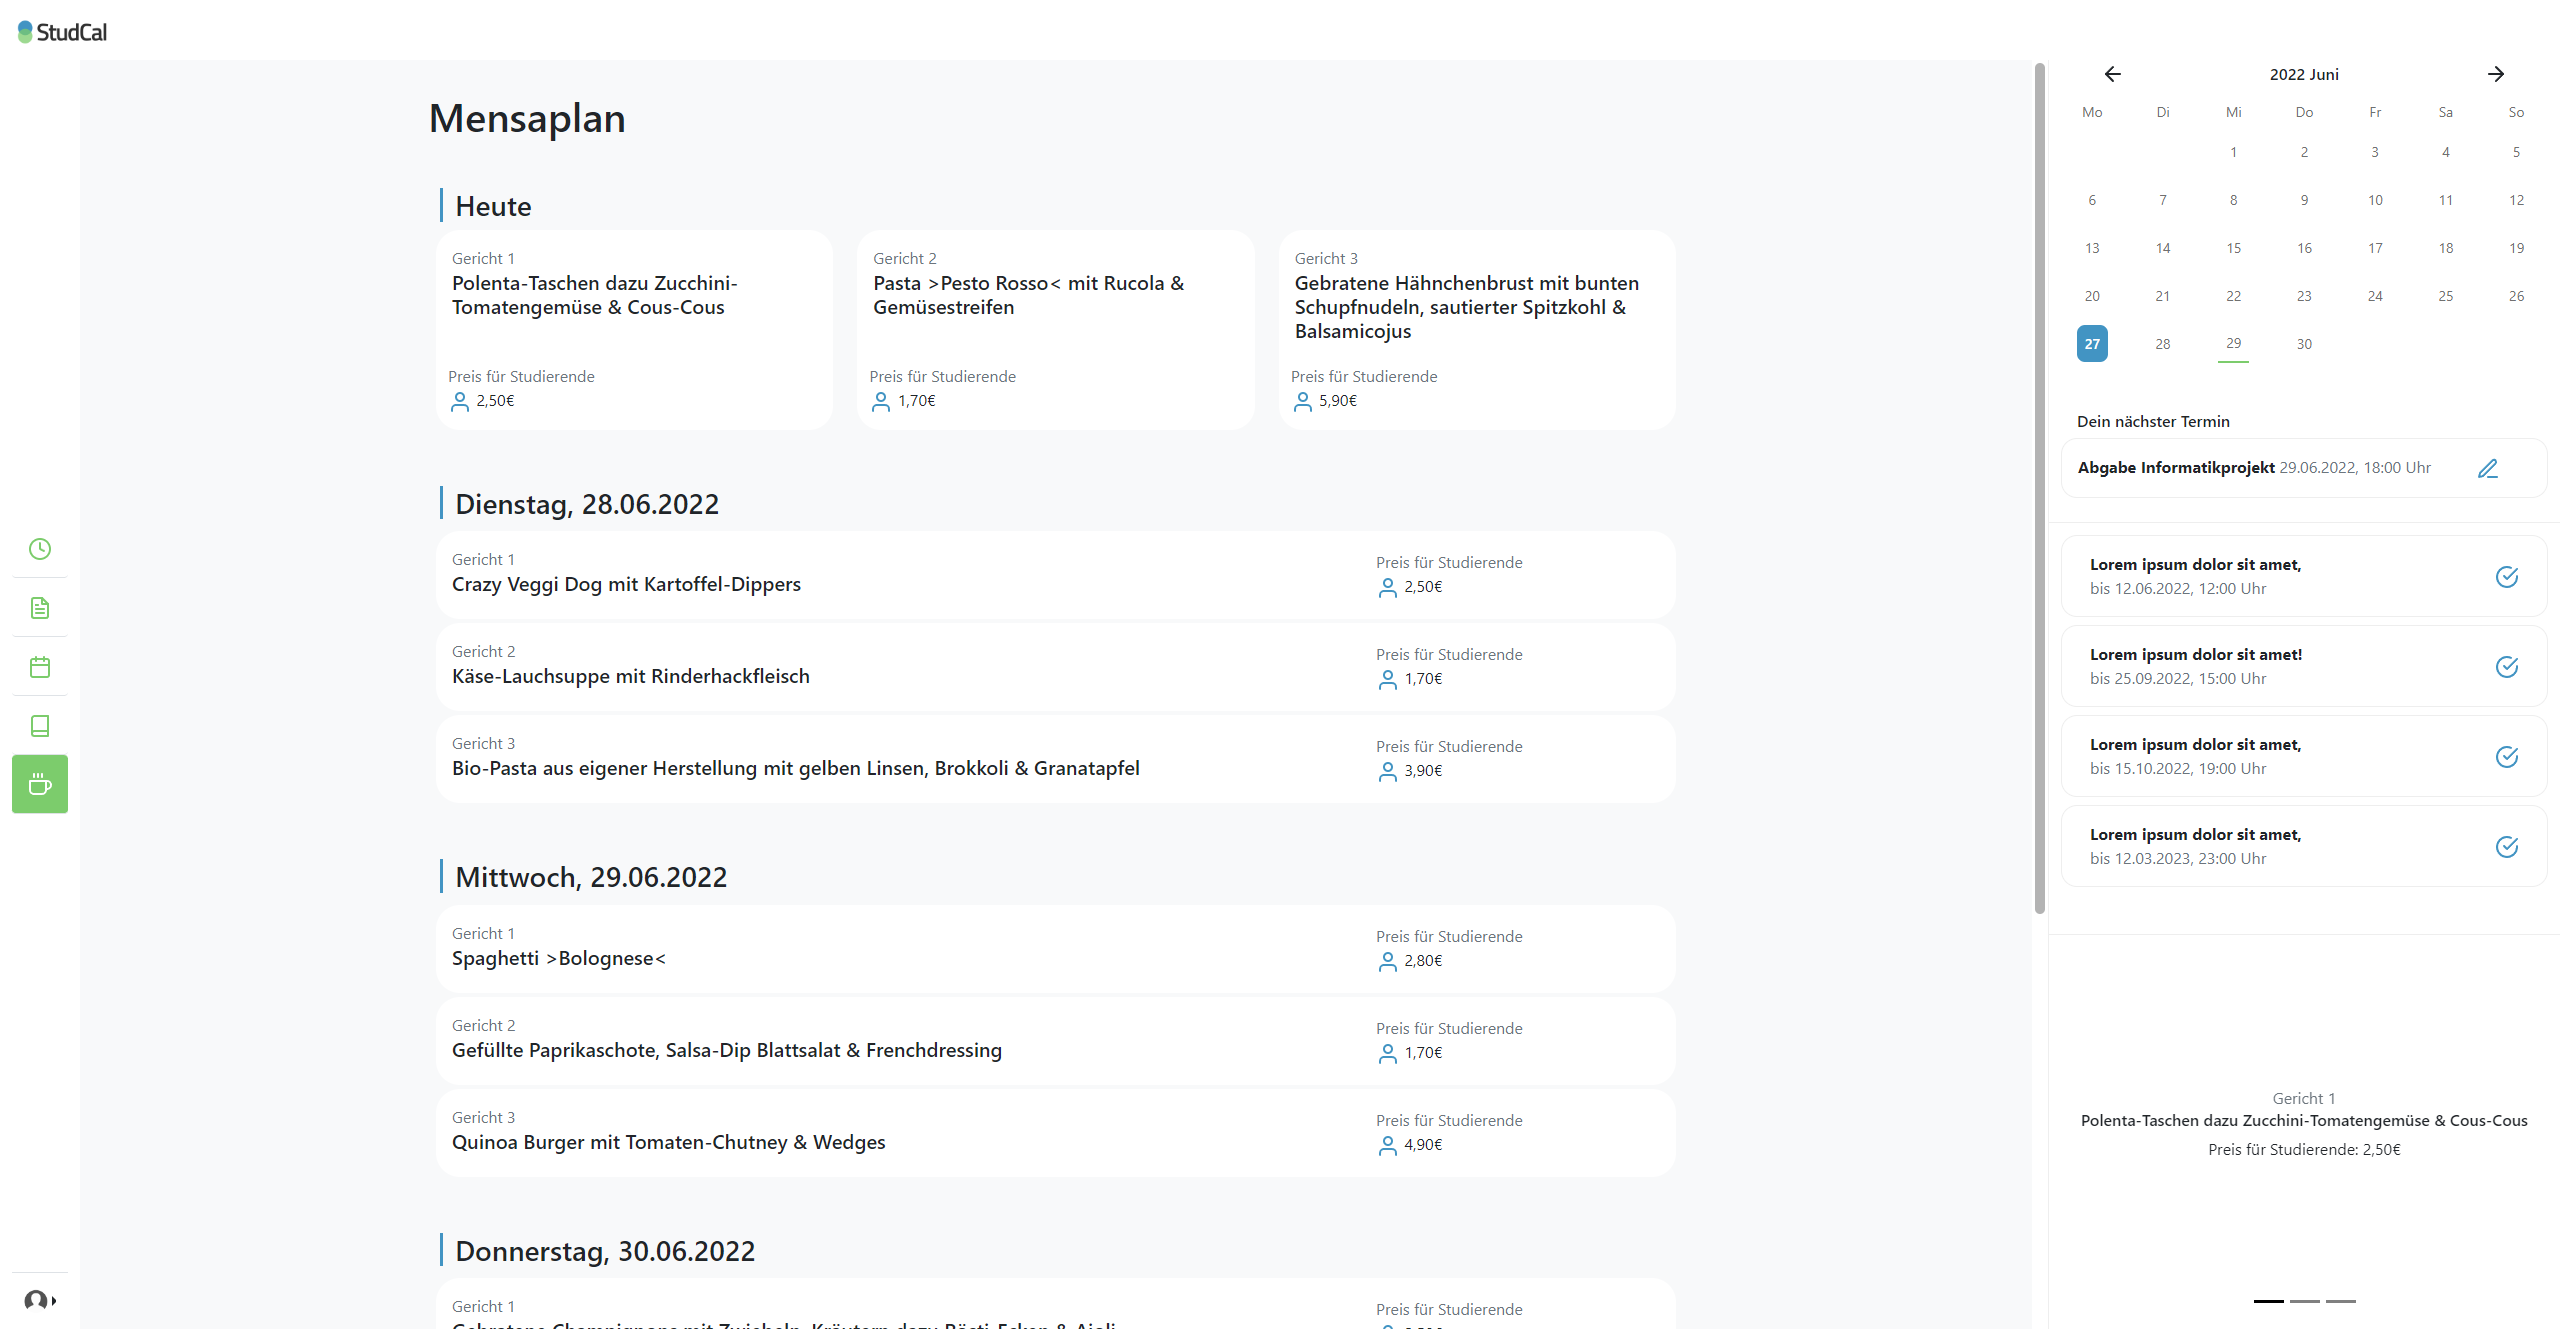 StudCal
Mensaplan
Heute
Gericht 1
Polenta-Taschen dazu Zucchini-
Tomatengemüse & Cous-Cous
Preis für Studierende
2,50€
Gericht 2
Pasta >Pesto Rosso< mit Rucola &
Gemüsestreifen
Preis für Studierende
1,70€
Gericht 3
Gebratene Hähnchenbrust mit bunten
Schupfnudeln, sautierter Spitzkohl &
Balsamicojus
Preis für Studierende
5,90€
Dienstag, 28.06.2022
Gericht 1
Crazy Veggi Dog mit Kartoffel-Dippers
Preis für Studierende
2,50€
Gericht 2
Käse-Lauchsuppe mit Rinderhackfleisch
Preis für Studierende
1,70€
Gericht 3
Bio-Pasta aus eigener Herstellung mit gelben Linsen, Brokkoli & Granatapfel
Preis für Studierende
3,90€
Mittwoch, 29.06.2022
Gericht 1
Spaghetti >Bolognese<
Preis für Studierende
2,80€
Gericht 2
Gefüllte Paprikaschote, Salsa-Dip Blattsalat & Frenchdressing
Preis für Studierende
1,70€
Gericht 3
Quinoa Burger mit Tomaten-Chutney & Wedges
Preis für Studierende
4,90€
Donnerstag, 30.06.2022
Gericht 1
Gebratene Champignons mit Zwiebeln, Kräutern dazu Rösti-Ecken & Aioli
Preis für Studierende
2022 Juni
Mo Di Mi Do Fr Sa So
1 2 3 4 5
6 7 8 9 10 11 12
13 14 15 16 17 18 19
20 21 22 23 24 25 26
27 28 29 30
Dein nächster Termin
Abgabe Informatikprojekt 29.06.2022, 18:00 Uhr
Lorem ipsum dolor sit amet,
bis 12.06.2022, 12:00 Uhr
Lorem ipsum dolor sit amet!
bis 25.09.2022, 15:00 Uhr
Lorem ipsum dolor sit amet,
bis 15.10.2022, 19:00 Uhr
Lorem ipsum dolor sit amet,
bis 12.03.2023, 23:00 Uhr
Gericht 1
Polenta-Taschen dazu Zucchini-Tomatengemüse & Cous-Cous
Preis für Studierende: 2,50€